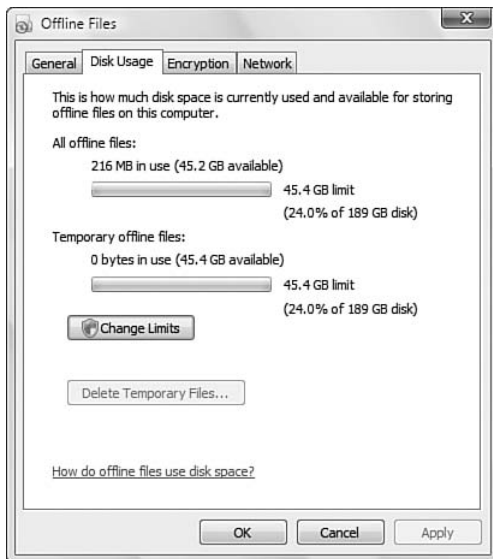 Offline Files
General Disk Usage Encryption Network
This is how much disk space is currently used and available for storing
offline files on this computer.
All offline files:
216 MB in use (45.2 GB available)
45.4 GB limit
(24.0% of 189 GB disk)
Temporary offline files:
0 bytes in use (45.4 GB available)
45.4 GB limit
(24.0% of 189 GB disk)
Change Limits
Delete Temporary Files...
How do offline files use disk space?
OK Cancel Apply